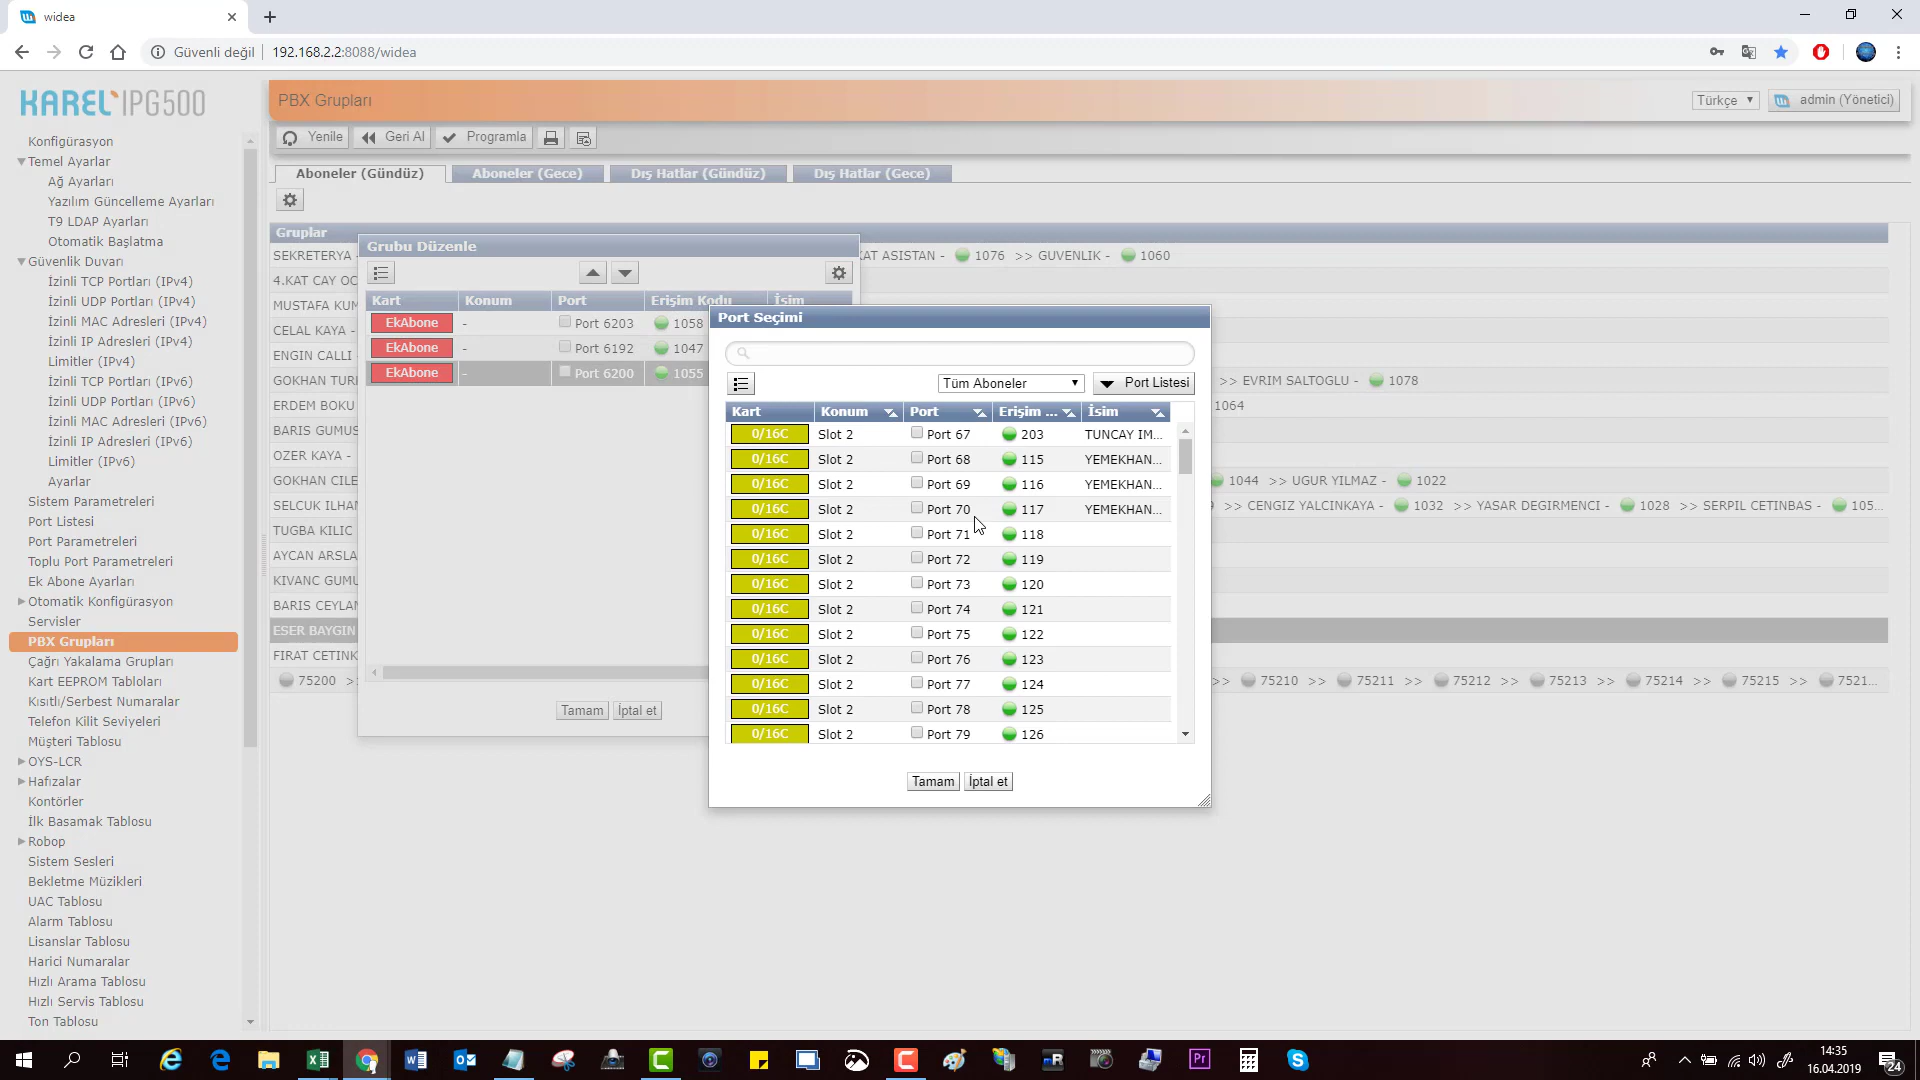 widea
Güvenli değil
192.168.2.2:8088/widea
KAREL IPG500
PBX Grupları
Türkçe
admin (Yönetici)
Yenile
Geri Al
Programla
Aboneler (Gündüz)
Aboneler (Gece)
Dış Hatlar (Gündüz)
Dış Hatlar (Gece)
Konfigürasyon
Temel Ayarlar
Ağ Ayarları
Yazılım Güncelleme Ayarları
T9 LDAP Ayarları
Otomatik Başlatma
Güvenlik Duvarı
İzinli TCP Portları (IPv4)
İzinli UDP Portları (IPv4)
İzinli MAC Adresleri (IPv4)
İzinli IP Adresleri (IPv4)
Limitler (IPv4)
İzinli TCP Portları (IPv6)
İzinli UDP Portları (IPv6)
İzinli MAC Adresleri (IPv6)
İzinli IP Adresleri (IPv6)
Limitler (IPv6)
Ayarlar
Sistem Parametreleri
Port Listesi
Port Parametreleri
Toplu Port Parametreleri
Ek Abone Ayarları
Otomatik Konfigürasyon
Servisler
PBX Grupları
Çağrı Yakalama Grupları
Kart EEPROM Tabloları
Kısıtlı/Serbest Numaralar
Telefon Kilit Seviyeleri
Müşteri Tablosu
OYS-LCR
Hafızalar
Kontörler
İlk Basamak Tablosu
Robop
Sistem Sesleri
Bekletme Müzikleri
UAC Tablosu
Alarm Tablosu
Lisanslar Tablosu
Harici Numaralar
Hızlı Arama Tablosu
Hızlı Servis Tablosu
Ton Tablosu
Gruplar
SEKRETERYA -
KAT ASISTAN - 1076 >> GUVENLIK - 1060
4.KAT CAY OC
MUSTAFA KUM
CELAL KAYA -
ENGIN CALLI
GOKHAN TUR
>> EVRIM SALTOGLU - 1078
ERDEM BOKU
1064
BARIS GUMUS
OZER KAYA -
GOKHAN CILE
1044 >> UGUR YILMAZ - 1022
SELCUK ILHAN
>> CENGIZ YALCINKAYA - 1032 >> YASAR DEGIRMENCI - 1028 >> SERPIL CETINBAS - 105...
TUGBA KILIC
AYCAN ARSLA
KIVANC GUMU
BARIS CEYLAN
ESER BAYGIN
FIRAT CETINK
75200 >
>> 75210 >> 75211 >> 75212 >> 75213 >> 75214 >> 75215 >> 7521...
Grubu Düzenle
Kart Konum Port Erişim Kodu İsim
EkAbone - Port 6203 1058
EkAbone - Port 6192 1047
EkAbone - Port 6200 1055
Tamam
İptal et
Port Seçimi
Tüm Aboneler
Port Listesi
Kart Konum Port Erişim ... İsim
0/16C Slot 2 Port 67 203 TUNCAY IM...
0/16C Slot 2 Port 68 115 YEMEKHAN...
0/16C Slot 2 Port 69 116 YEMEKHAN...
0/16C Slot 2 Port 70 117 YEMEKHAN...
0/16C Slot 2 Port 71 118
0/16C Slot 2 Port 72 119
0/16C Slot 2 Port 73 120
0/16C Slot 2 Port 74 121
0/16C Slot 2 Port 75 122
0/16C Slot 2 Port 76 123
0/16C Slot 2 Port 77 124
0/16C Slot 2 Port 78 125
0/16C Slot 2 Port 79 126
Tamam
İptal et
14:35
16.04.2019
24